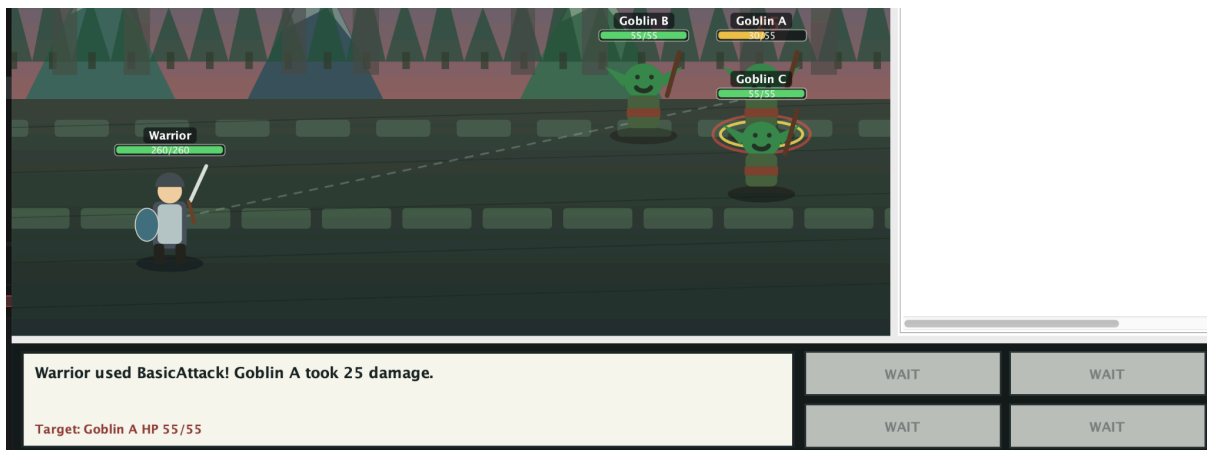 Goblin B
55/55
Goblin A
30/55
Goblin C
55/55
Warrior
260/260
Warrior used BasicAttack! Goblin A took 25 damage.
Target: Goblin A HP 55/55
WAIT
WAIT
WAIT
WAIT